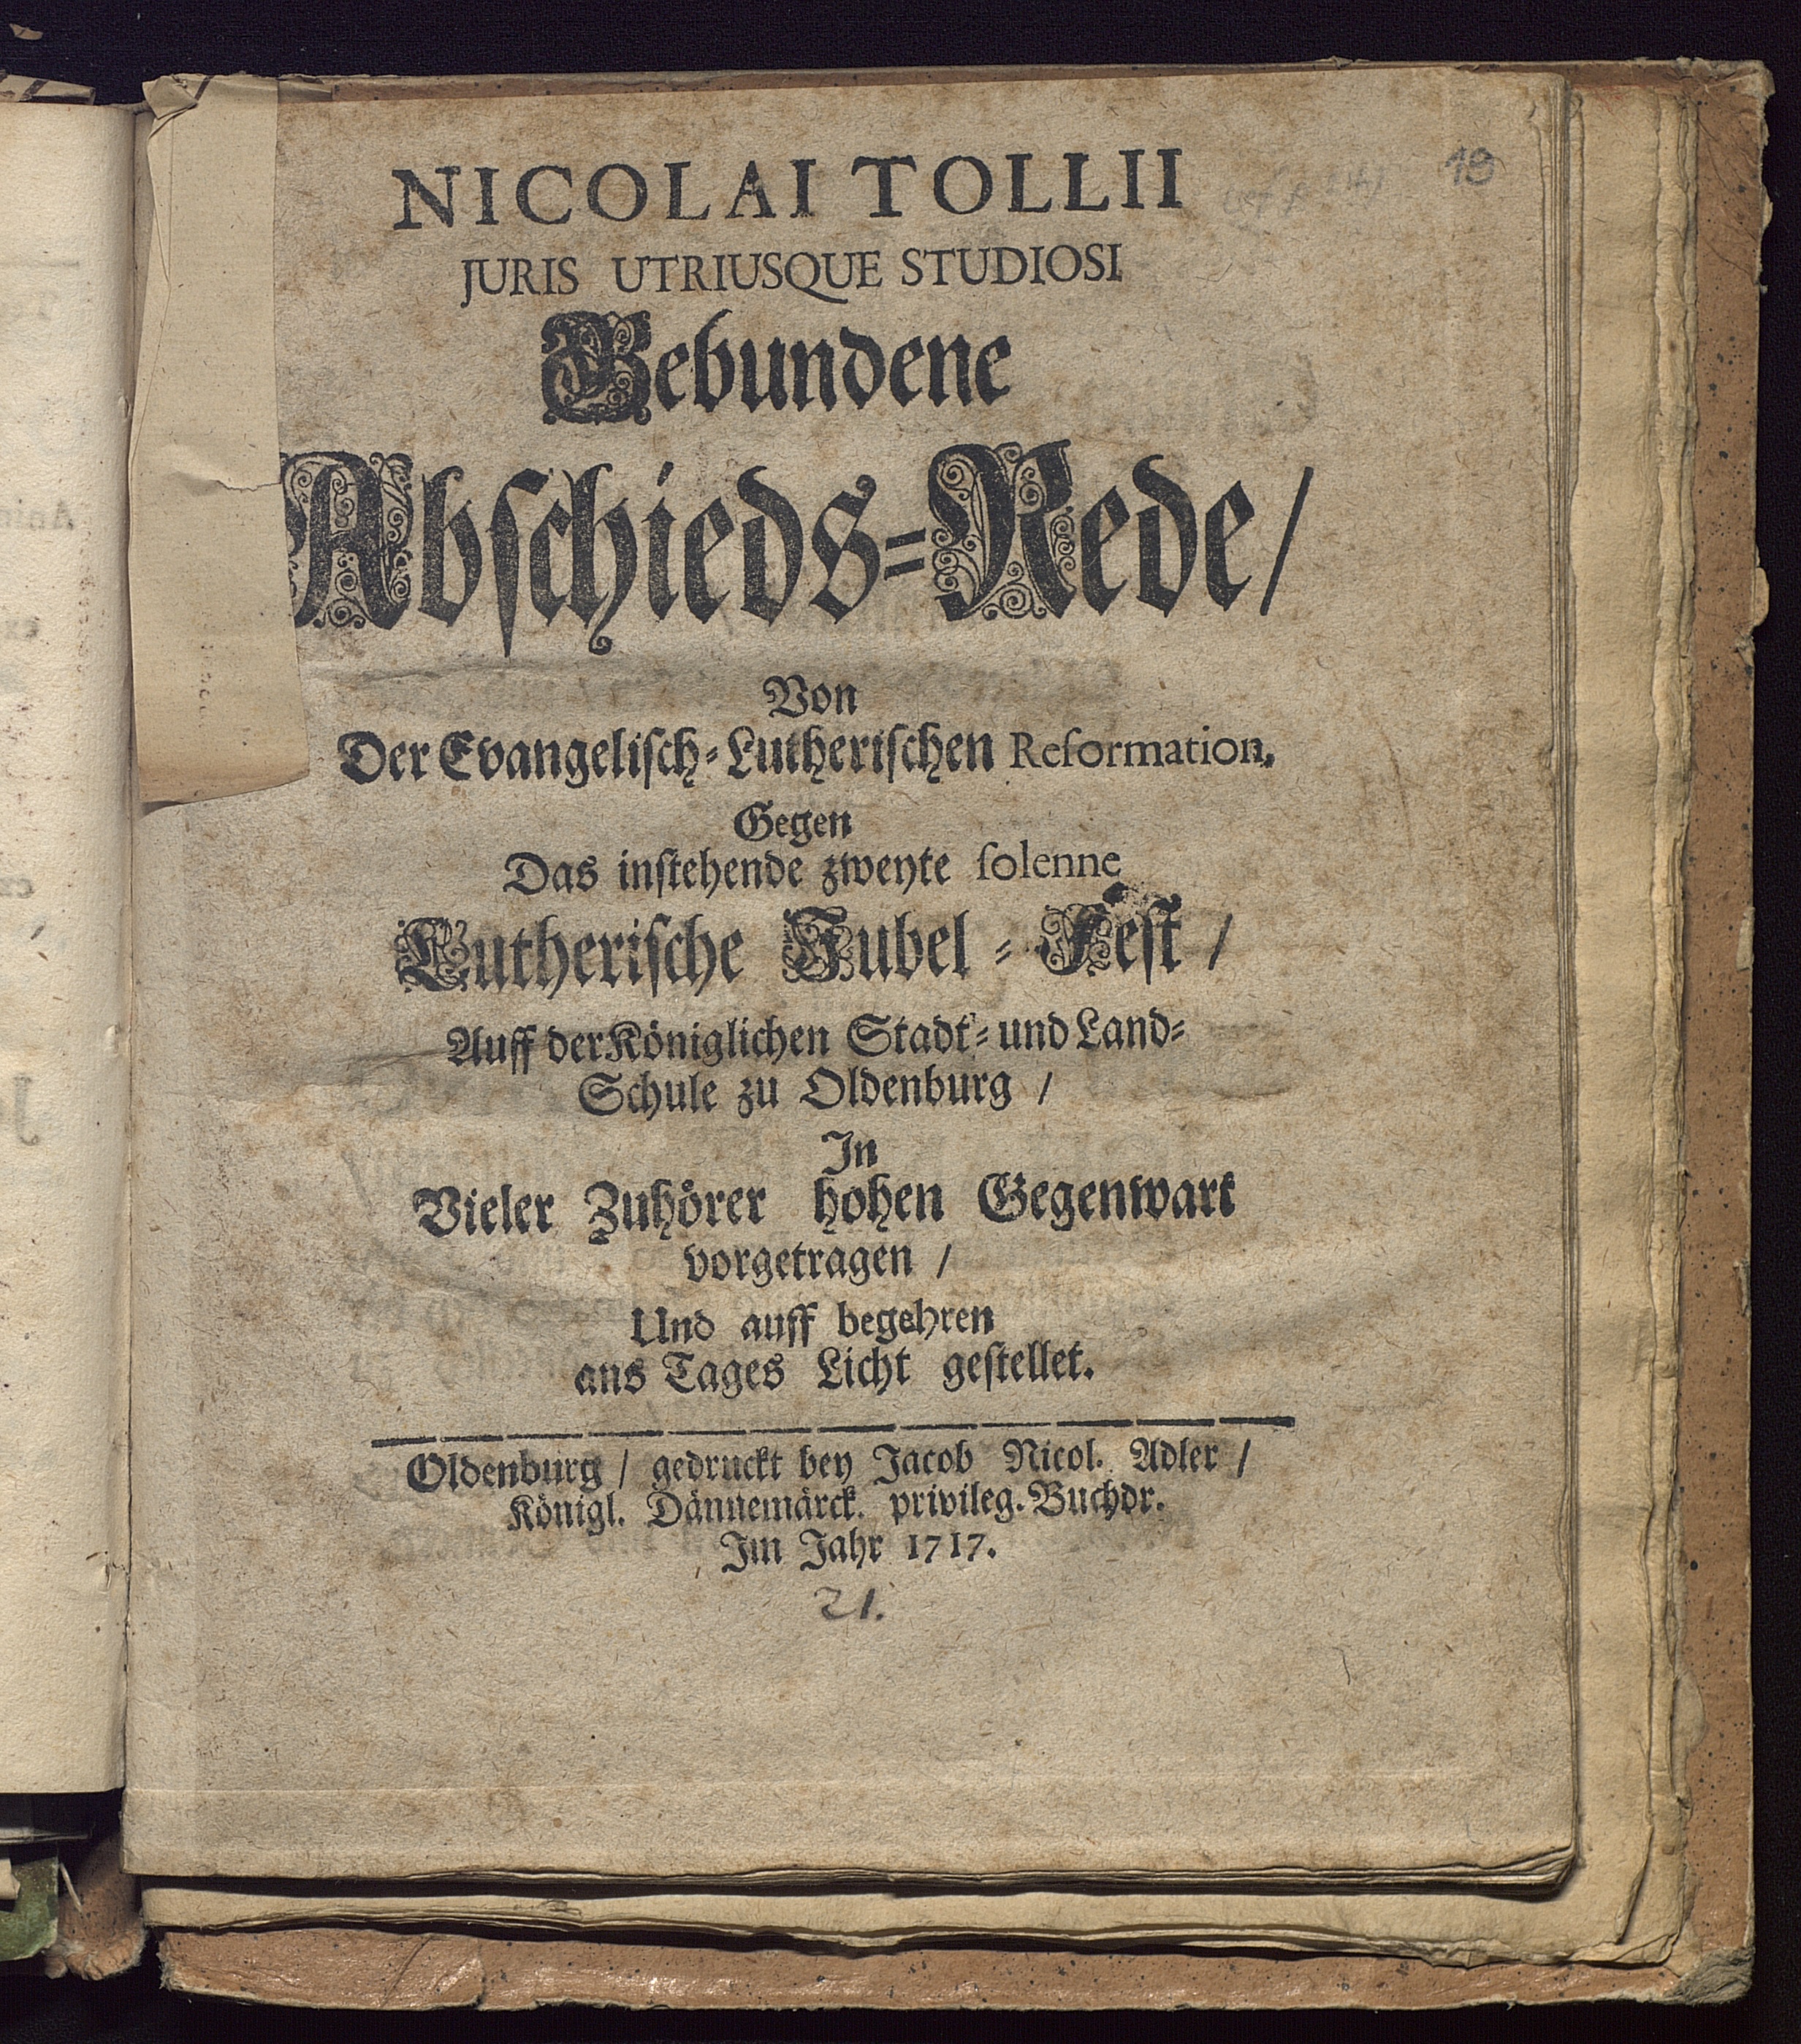 NICOLAI TOLLII
19
JURIS UTRIUSQUE STUDIOSI
Gebundene
Abſchieds-Rede/
Von
Der Evangeliſch-Lutheriſchen Reformation,
Gegen
Das inſtehende zweyte ſolenne
Lutheriſche Jubel-Feſt/
Auff der Königlichen Stadt- und Land-
Schule zu Oldenburg/
In
Vieler Zuhörer hohen Gegenwart
vorgetragen/
Und auff begehren
ans Tages Licht geſtellet.
Oldenburg/ gedruckt bey Jacob Nicol. Adler/
Königl. Dännemärck. privileg. Buchdr.
Im Jahr 1717.
21.